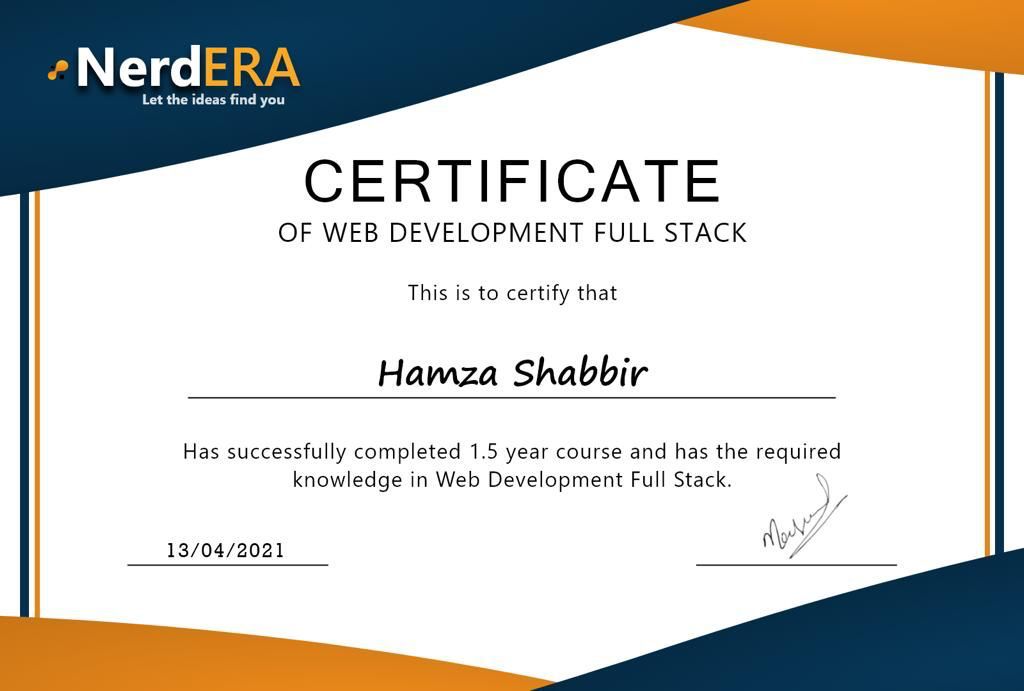 NerdERA
Let the ideas find you
CERTIFICATE
OF WEB DEVELOPMENT FULL STACK
This is to certify that
Hamza Shabbir
Has successfully completed 1.5 year course and has the required
knowledge in Web Development Full Stack.
13/04/2021